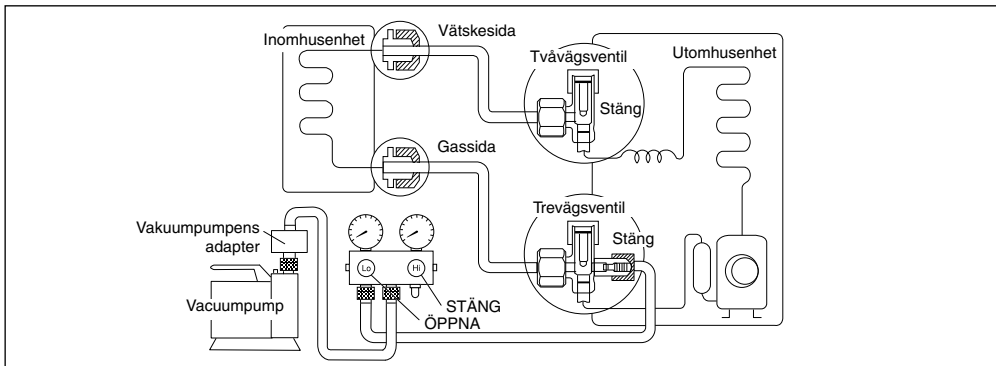 Vätskesida
Inomhusenhet
Tvåvägsventil
Utomhusenhet
Stäng
Gassida
Trevägsventil
Stäng
Vakuumpumpens
adapter
Lo
Hi
Vacuumpump
STÄNG
ÖPPNA